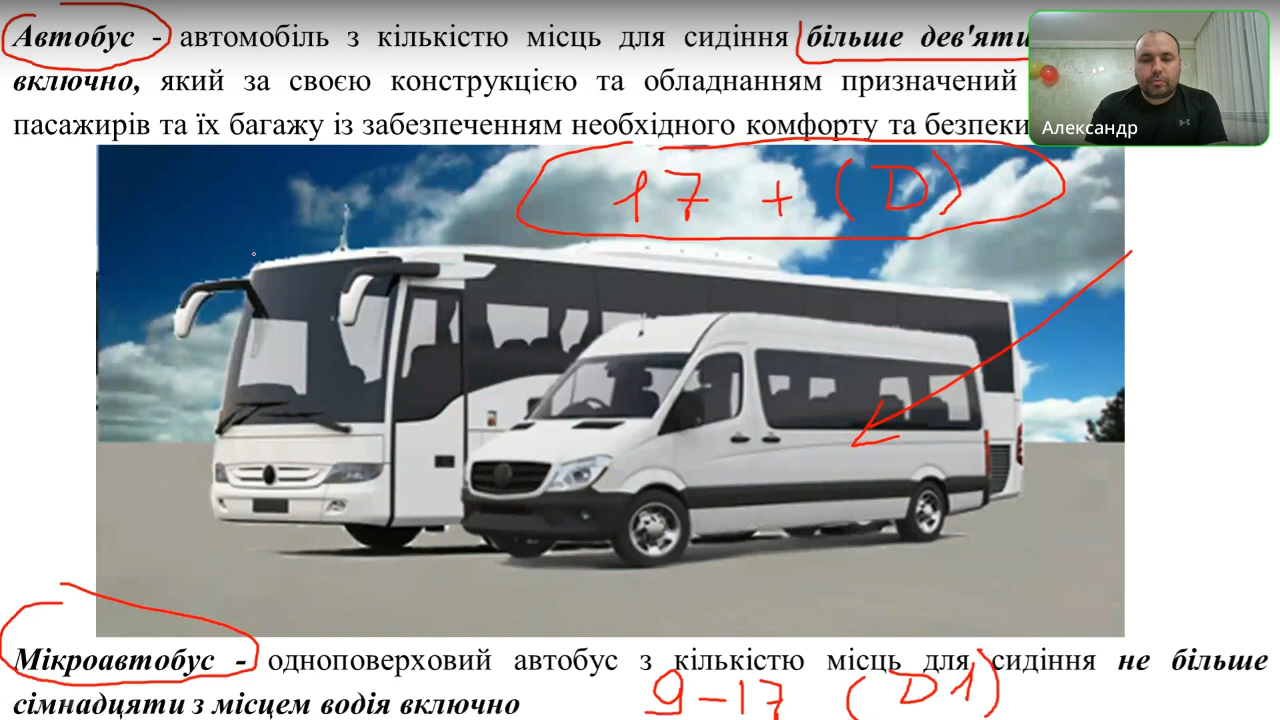 Автобус - автомобіль з кількістю місць для сидіння більше дев'яти
включно, який за своєю конструкцією та обладнанням призначений
пасажирів та їх багажу із забезпеченням необхідного комфорту та безпеки
Александр
17 + (D)
Мікроавтобус - одноповерховий автобус з кількістю місць для сидіння не більше
сімнадцяти з місцем водія включно
9-17 (D1)